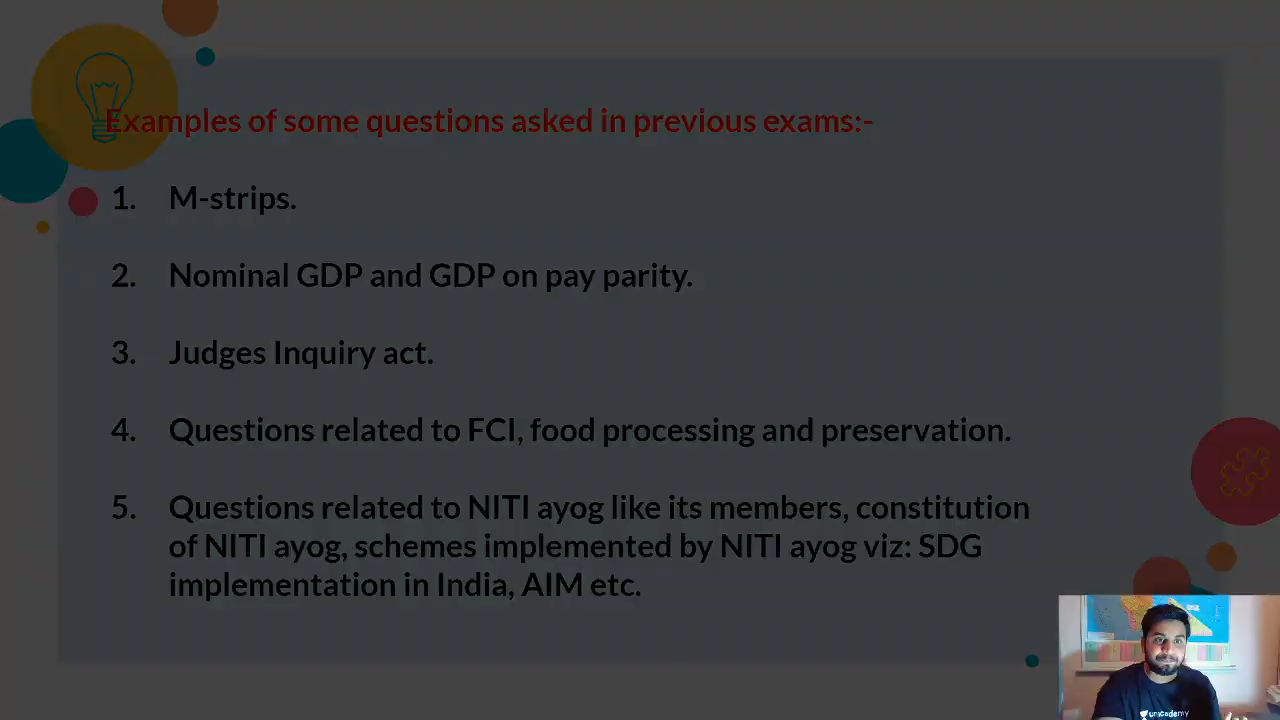 Examples of some questions asked in previous exams:-
1. M-strips.
2. Nominal GDP and GDP on pay parity.
3. Judges Inquiry act.
4. Questions related to FCI, food processing and preservation.
5. Questions related to NITI ayog like its members, constitution
of NITI ayog, schemes implemented by NITI ayog viz: SDG
implementation in India, AIM etc.
unacademy